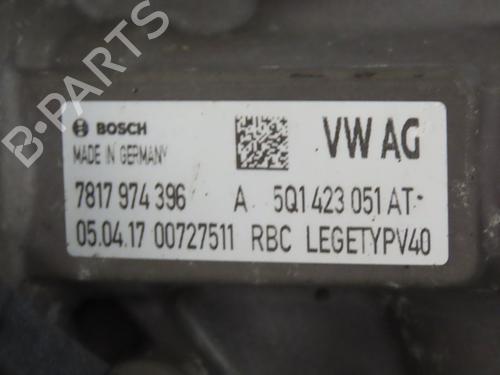 B-PARTS
BOSCH
VW AG
MADE IN GERMANY
7817 974 396 A 5Q1 423 051 AT-
05.04.17 00727511 RBC LEGETYPV40